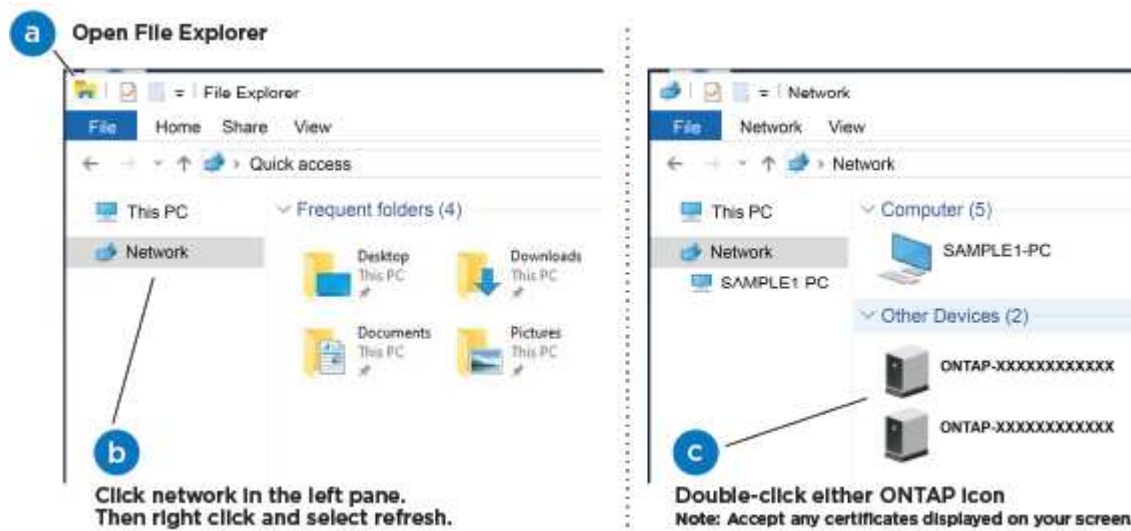 a Open File Explorer
File Explorer
File Home Share View
Quick access
This PC
Network
Frequent folders (4)
Desktop
This PC
Downloads
This PC
Documents
This PC
Pictures
This PC
b
Click network in the left pane.
Then right click and select refresh.
Network
File Network View
Network
This PC
Network
SAMPLE1 PC
Computer (5)
SAMPLE1-PC
Other Devices (2)
ONTAP-XXXXXXXXXXXX
ONTAP-XXXXXXXXXXXX
c
Double-click either ONTAP icon
Note: Accept any certificates displayed on your screen